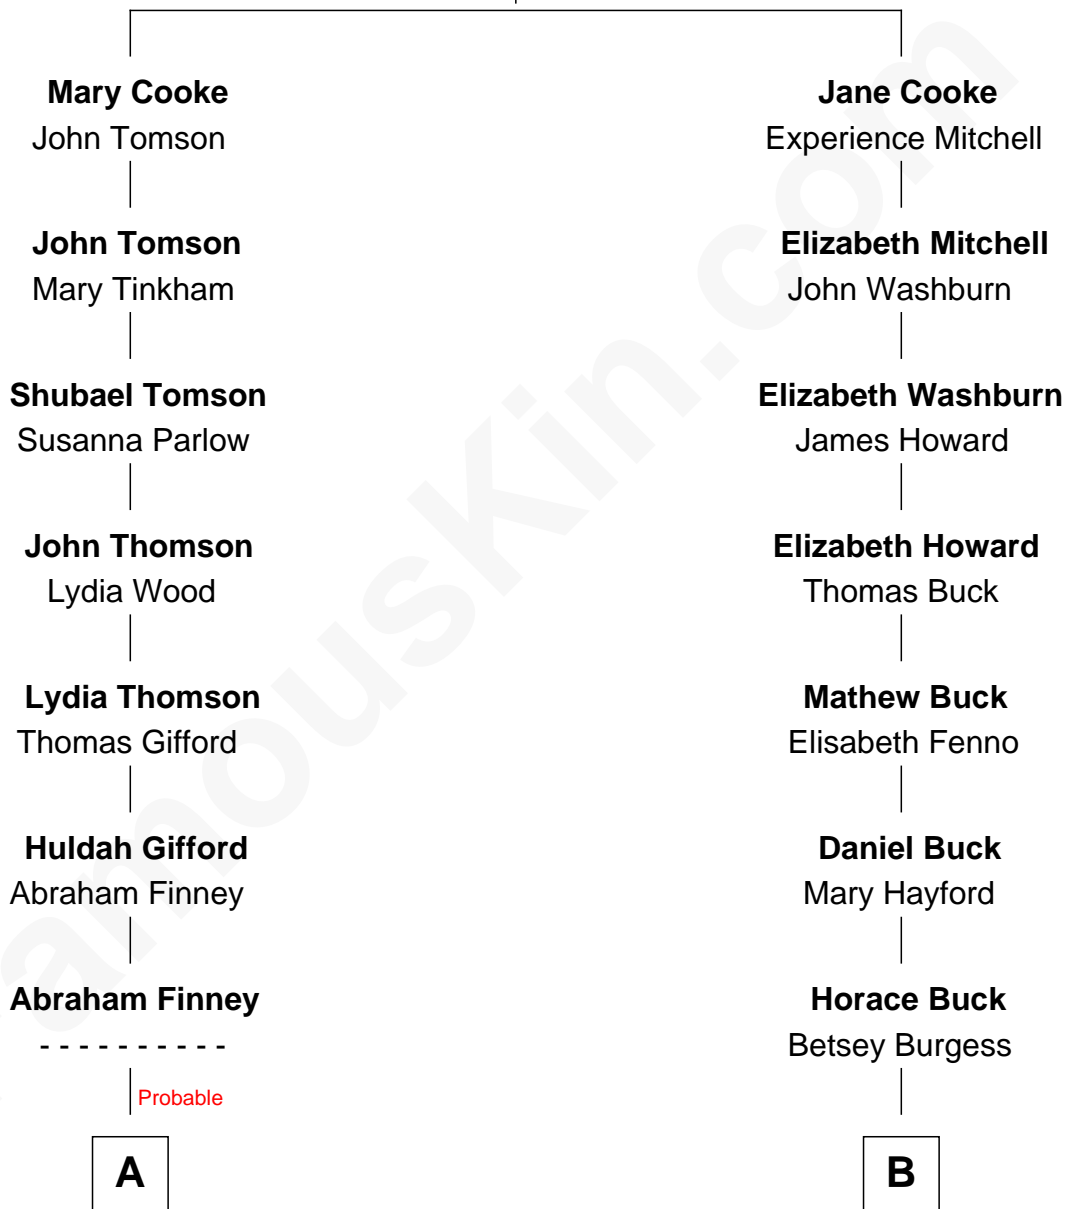 Mary Cooke
John Tomson
John Tomson
Mary Tinkham
Shubael Tomson
Susanna Parlow
John Thomson
Lydia Wood
Lydia Thomson
Thomas Gifford
Huldah Gifford
Abraham Finney
Abraham Finney
- - - - - - - - - -
Probable
A
Jane Cooke
Experience Mitchell
Elizabeth Mitchell
John Washburn
Elizabeth Washburn
James Howard
Elizabeth Howard
Thomas Buck
Mathew Buck
Elisabeth Fenno
Daniel Buck
Mary Hayford
Horace Buck
Betsey Burgess
B
amousKin.com